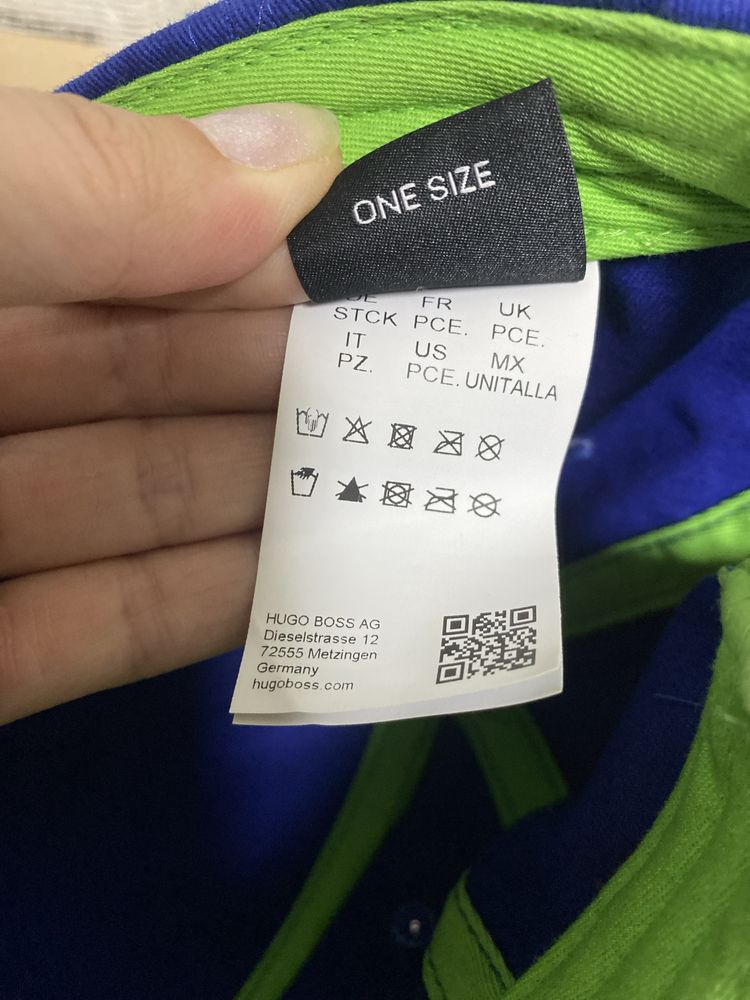 ONE SIZE
FR UK
STCK PCE. PCE.
IT US MX
PZ. PCE. UNITALLA
HUGO BOSS AG
Dieselstrasse 12
72555 Metzingen
Germany
hugoboss.com